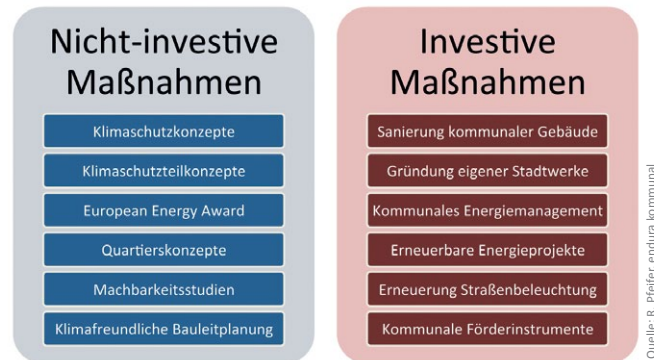 Nicht-investive
Maßnahmen
Klimaschutzkonzepte
Klimaschutzteilkonzepte
European Energy Award
Quartierskonzepte
Machbarkeitsstudien
Klimafreundliche Bauleitplanung
Investive
Maßnahmen
Sanierung kommunaler Gebäude
Gründung eigener Stadtwerke
Kommunales Energiemanagement
Erneuerbare Energieprojekte
Erneuerung Straßenbeleuchtung
Kommunale Förderinstrumente
Quelle: R. Pfeifer endura kommunal